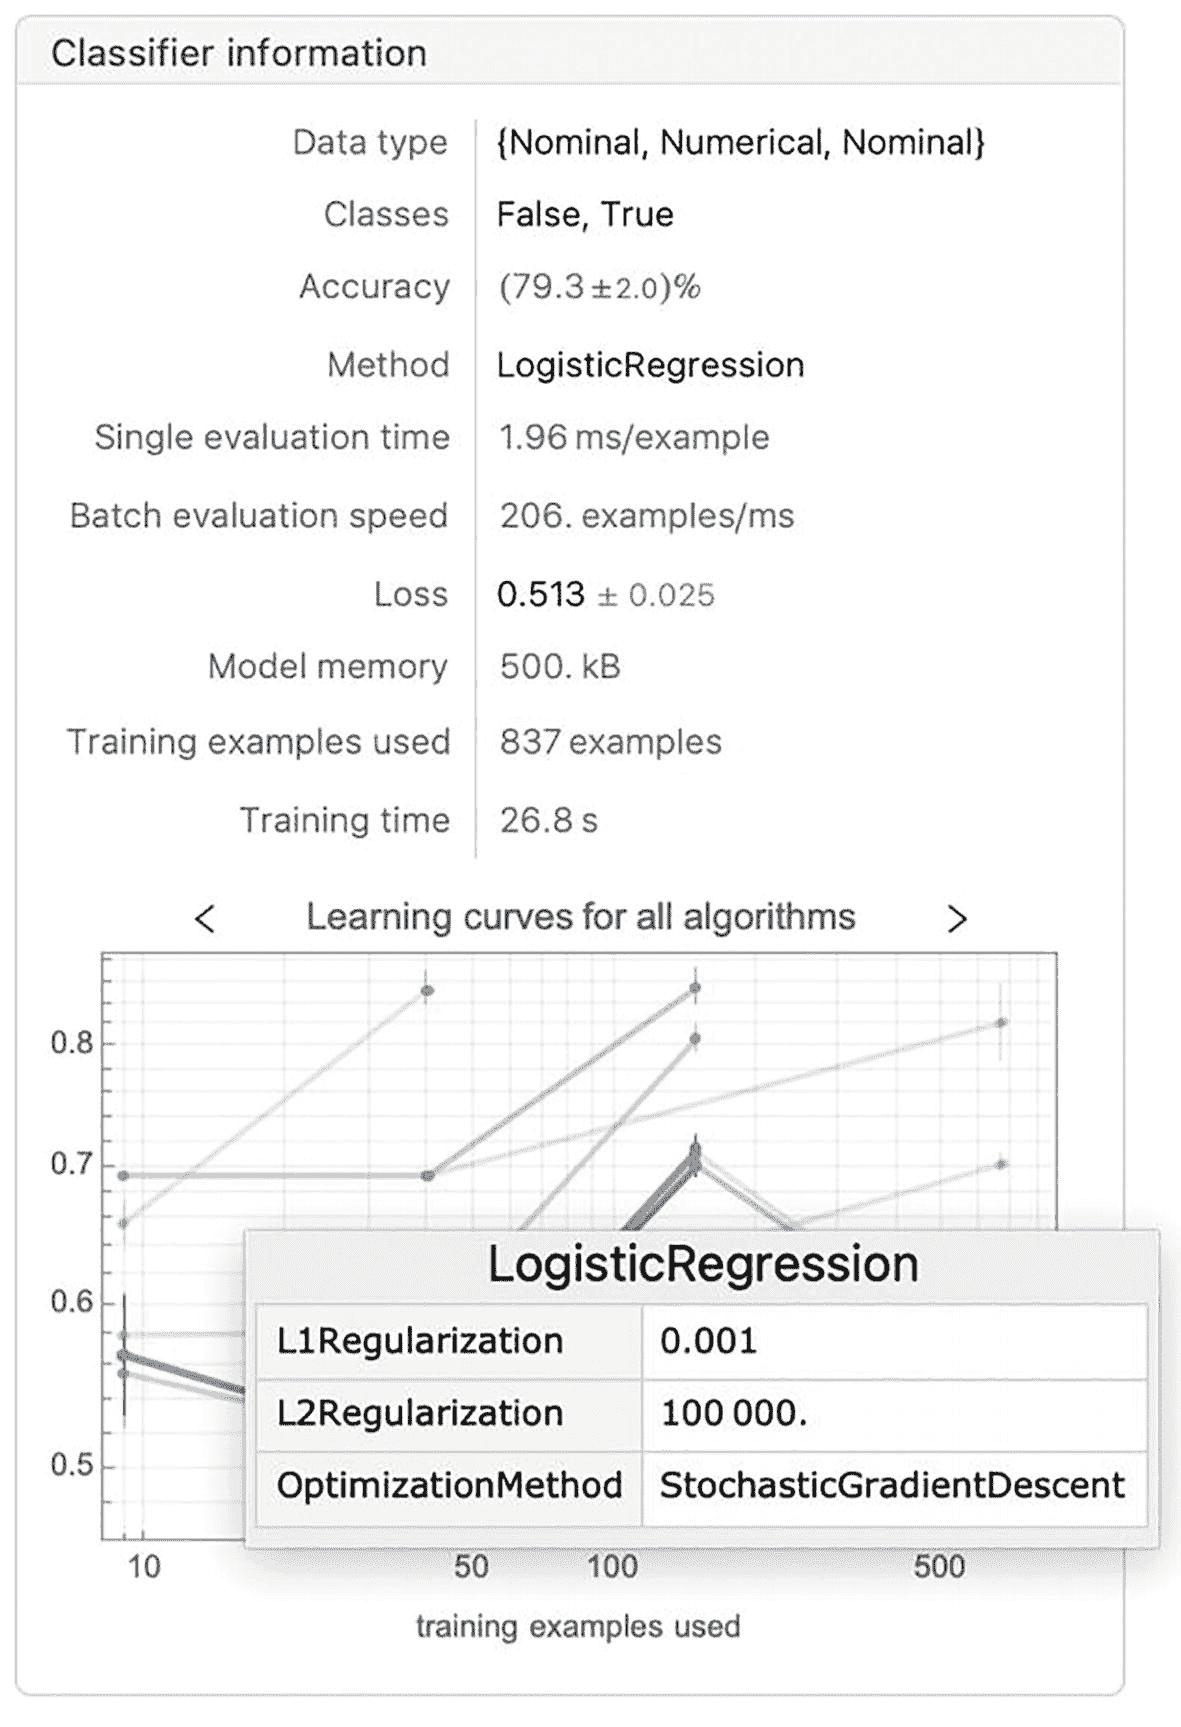 Classifier information
Data type {Nominal, Numerical, Nominal}
Classes False, True
Accuracy (79.3±2.0)%
Method LogisticRegression
Single evaluation time 1.96 ms/example
Batch evaluation speed 206. examples/ms
Loss 0.513 ± 0.025
Model memory 500. kB
Training examples used 837 examples
Training time 26.8 s
< Learning curves for all algorithms >
0.8
0.7
0.6
0.5
LogisticRegression
L1Regularization 0.001
L2Regularization 100 000.
OptimizationMethod StochasticGradientDescent
10 50 100 500
training examples used